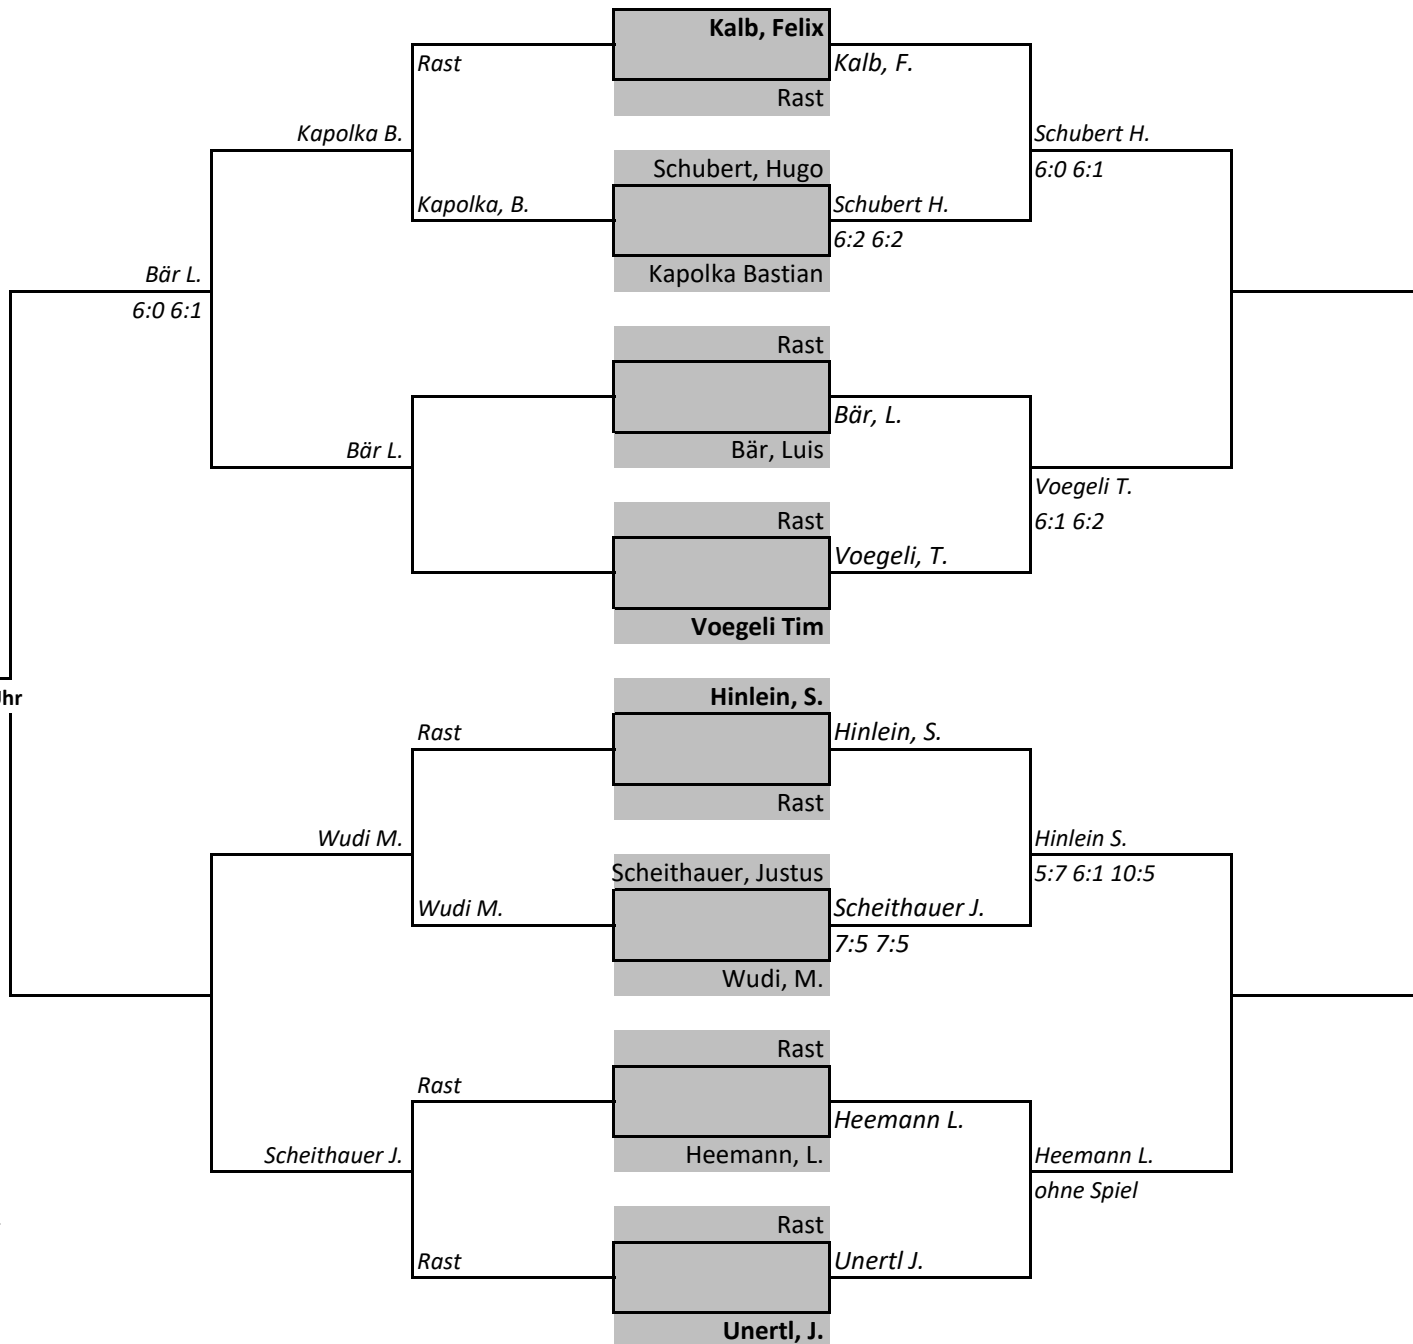 Kalb, Felix
Rast
Kalb, F.
Rast
Kapolka B.
Schubert H.
Schubert, Hugo
6:0 6:1
Kapolka, B.
Schubert H.
6:2 6:2
Bär L.
Kapolka Bastian
6:0 6:1
Rast
Bär, L.
Bär L.
Bär, Luis
Voegeli T.
Rast
6:1 6:2
Voegeli, T.
Voegeli Tim
Uhr
Hinlein, S.
Rast
Hinlein, S.
Rast
Wudi M.
Hinlein S.
Scheithauer, Justus
5:7 6:1 10:5
Wudi M.
Scheithauer J.
7:5 7:5
Wudi, M.
Rast
Rast
Heemann L.
Scheithauer J.
Heemann, L.
Heemann L.
ohne Spiel
Rast
Rast
Unertl J.
Unertl, J.